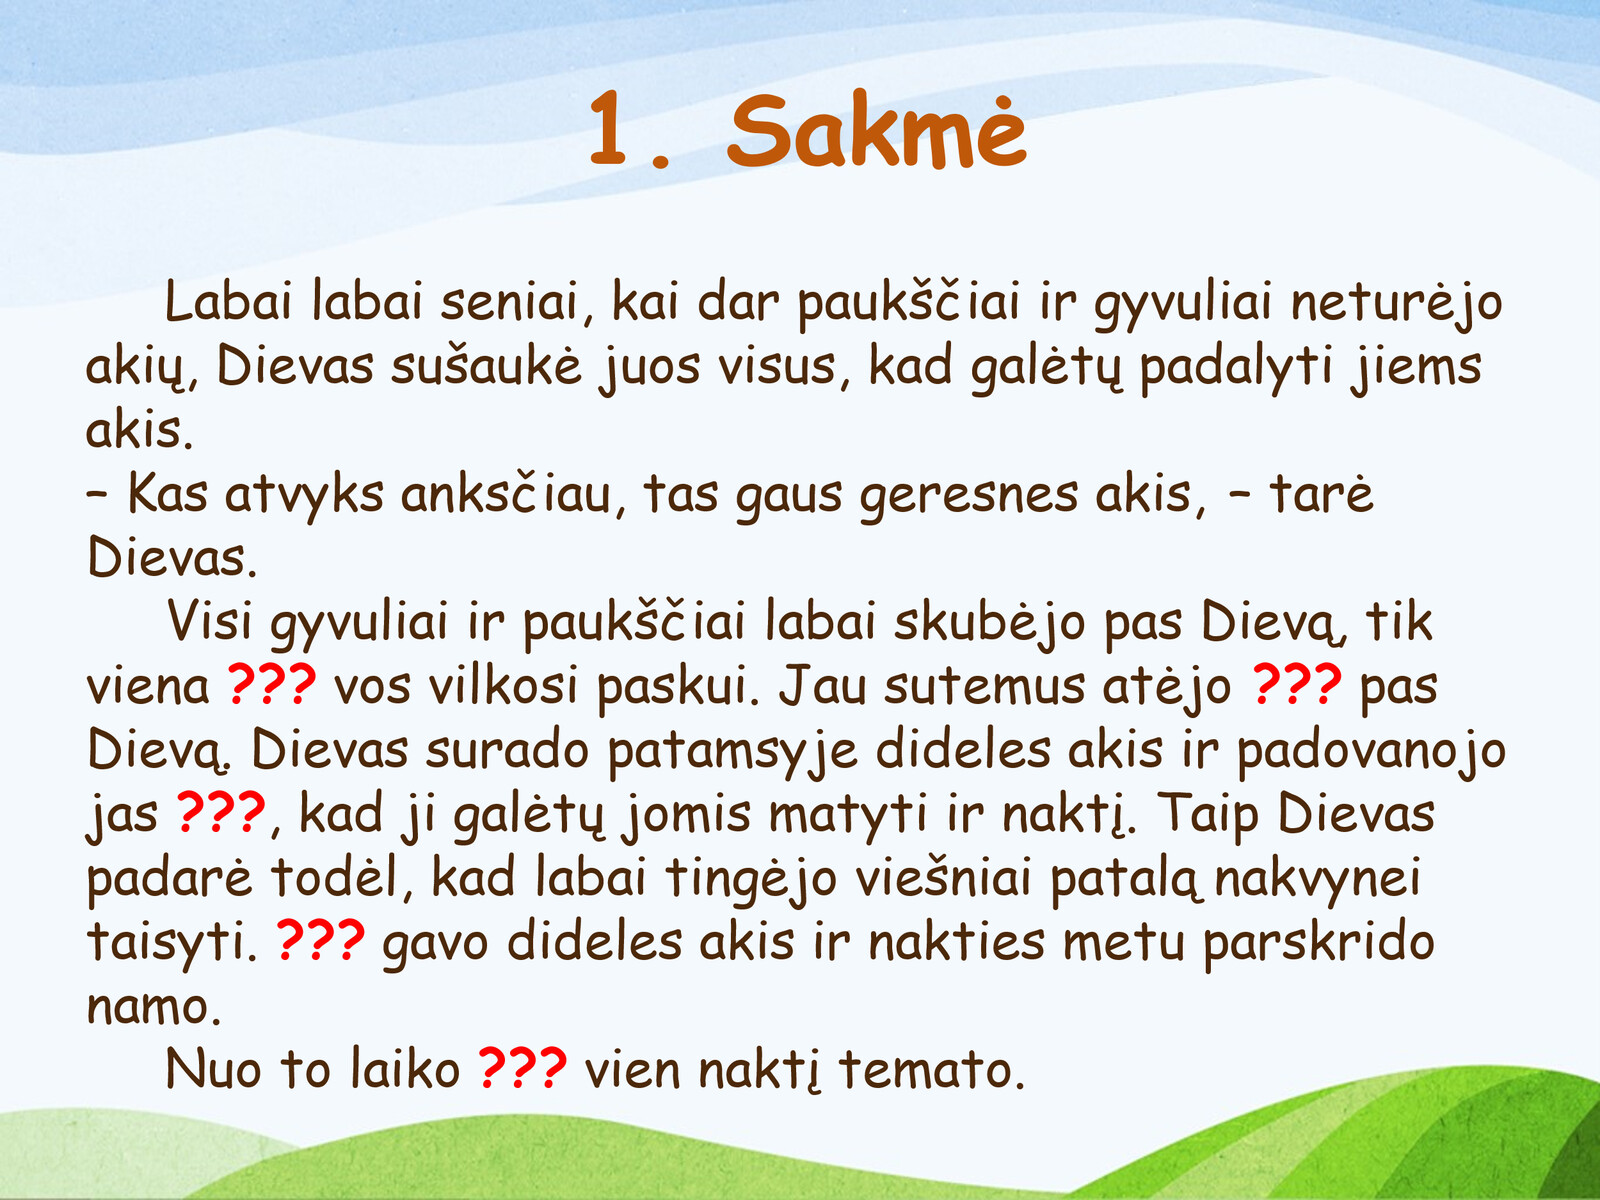 1. Sakmė
Labai labai seniai, kai dar paukščiai ir gyvuliai neturėjo
akių, Dievas sušaukė juos visus, kad galėtų padalyti jiems
akis.
– Kas atvyks anksčiau, tas gaus geresnes akis, – tarė
Dievas.
Visi gyvuliai ir paukščiai labai skubėjo pas Dievą, tik
viena ??? vos vilkosi paskui. Jau sutemus atėjo ??? pas
Dievą. Dievas surado patamsyje dideles akis ir padovanojo
jas ???, kad ji galėtų jomis matyti ir naktį. Taip Dievas
padarė todėl, kad labai tingėjo viešniai patalą nakvynei
taisyti. ??? gavo dideles akis ir nakties metu parskrido
namo.
Nuo to laiko ??? vien naktį temato.